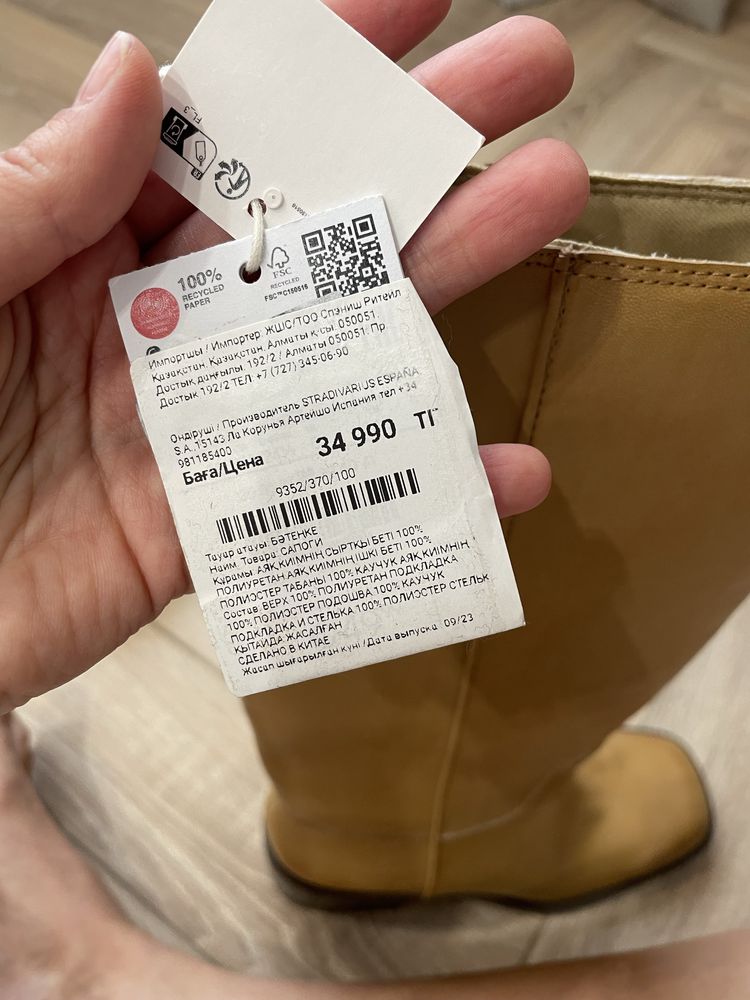 FL_3
100%
RECYCLED
PAPER
FSC
RECYCLED
FSC™C160516
Импортшы / Импортер: ЖШС/ТОО Спэниш Ритейл
Қазақстан, Казахстан, Алматы қ-сы, 050051,
Достық даңғылы, 192/2 / Алматы 050051, Пр.
Достык 192/2 ТЕЛ: +7 (727) 345-06-90
Өндіруші / Производитель STRADIVARIUS ESPAÑA
S.A.,15143 Ла Корунья Артейшо Испания тел +34
981185400
Баға/Цена 34 990 ТГ
9352/370/100
Тауар атауы: БӘТЕҢКЕ
Наим. Товара: САПОГИ
Құрамы: АЯҚ КИІМНІҢ СЫРТҚЫ БЕТІ 100%
ПОЛИУРЕТАН АЯҚ КИІМНІҢ ІШКІ БЕТІ 100%
ПОЛИЭСТЕР ТАБАНЫ 100% КАУЧУК АЯҚ КИІМНІҢ
Состав: ВЕРХ 100% ПОЛИУРЕТАН ПОДКЛАДКА
100% ПОЛИЭСТЕР ПОДОШВА 100% КАУЧУК
ПОДКЛАДКА И СТЕЛЬКА 100% ПОЛИЭСТЕР СТЕЛЬК
ҚЫТАЙДА ЖАСАЛҒАН
СДЕЛАНО В КИТАЕ
Жасап шығарылған күні /Дата выпуска 09/23